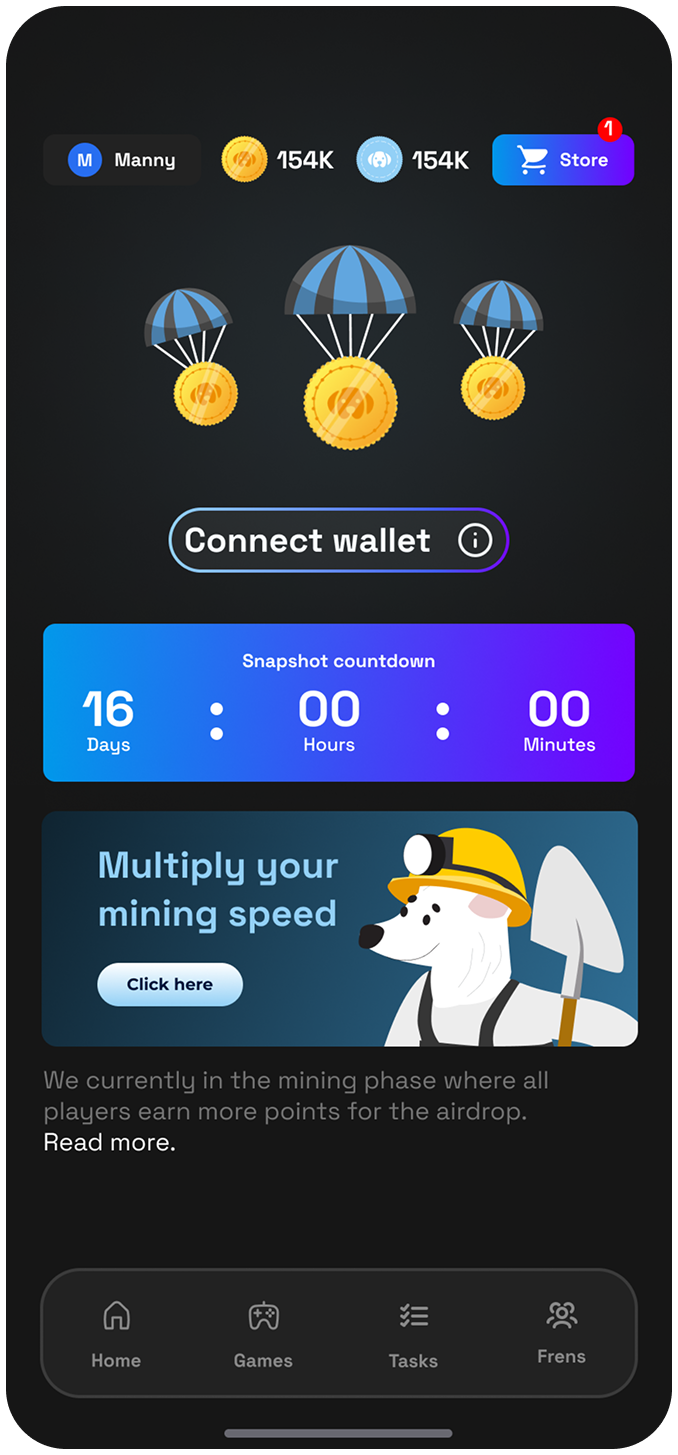 M Manny 154K 154K Store 1
Connect wallet
Snapshot countdown
16 : 00 : 00
Days Hours Minutes
Multiply your
mining speed
Click here
We currently in the mining phase where all
players earn more points for the airdrop.
Read more.
Home Games Tasks Frens